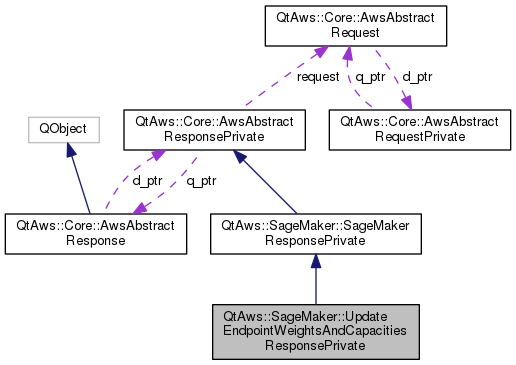 QtAws::Core::AwsAbstract
Request
request
q_ptr
d_ptr
QObject
QtAws::Core::AwsAbstract
ResponsePrivate
QtAws::Core::AwsAbstract
RequestPrivate
d_ptr
q_ptr
QtAws::Core::AwsAbstract
Response
QtAws::SageMaker::SageMaker
ResponsePrivate
QtAws::SageMaker::Update
EndpointWeightsAndCapacities
ResponsePrivate